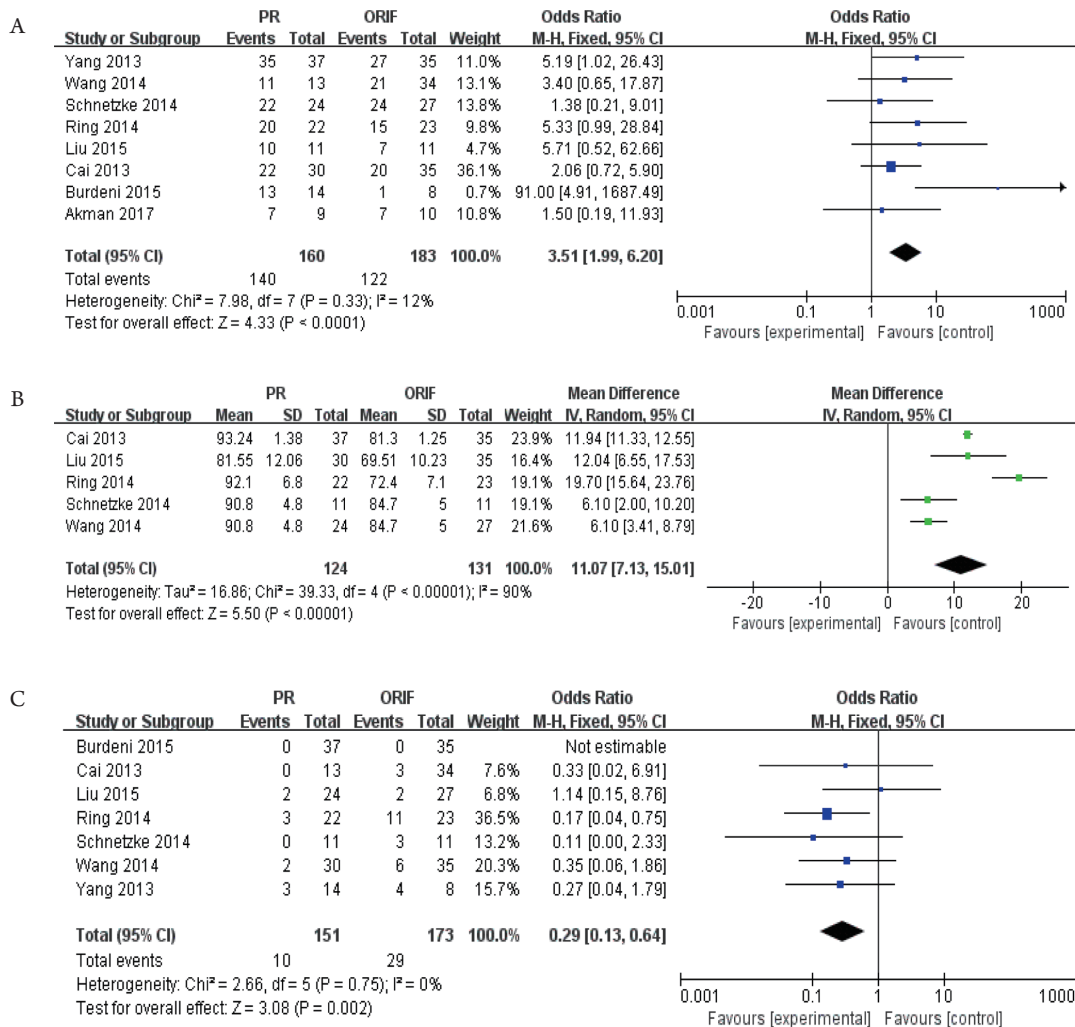 A
PR ORIF Odds Ratio Odds Ratio
Study or Subgroup Events Total Events Total Weight M-H, Fixed, 95% CI M-H, Fixed, 95% CI
Yang 2013 35 37 27 35 11.0% 5.19 [1.02, 26.43]
Wang 2014 11 13 21 34 13.1% 3.40 [0.65, 17.87]
Schnetzke 2014 22 24 24 27 13.8% 1.38 [0.21, 9.01]
Ring 2014 20 22 15 23 9.8% 5.33 [0.99, 28.84]
Liu 2015 10 11 7 11 4.7% 5.71 [0.52, 62.66]
Cai 2013 22 30 20 35 36.1% 2.06 [0.72, 5.90]
Burdeni 2015 13 14 1 8 0.7% 91.00 [4.91, 1687.49]
Akman 2017 7 9 7 10 10.8% 1.50 [0.19, 11.93]
Total (95% CI) 160 183 100.0% 3.51 [1.99, 6.20]
Total events 140 122
Heterogeneity: Chi² = 7.98, df = 7 (P = 0.33); I² = 12%
Test for overall effect: Z = 4.33 (P < 0.0001)
0.001 0.1 1 10 1000
Favours [experimental] Favours [control]
B
PR ORIF Mean Difference Mean Difference
Study or Subgroup Mean SD Total Mean SD Total Weight IV, Random, 95% CI IV, Random, 95% CI
Cai 2013 93.24 1.38 37 81.3 1.25 35 23.9% 11.94 [11.33, 12.55]
Liu 2015 81.55 12.06 30 69.51 10.23 35 16.4% 12.04 [6.55, 17.53]
Ring 2014 92.1 6.8 22 72.4 7.1 23 19.1% 19.70 [15.64, 23.76]
Schnetzke 2014 90.8 4.8 11 84.7 5 11 19.1% 6.10 [2.00, 10.20]
Wang 2014 90.8 4.8 24 84.7 5 27 21.6% 6.10 [3.41, 8.79]
Total (95% CI) 124 131 100.0% 11.07 [7.13, 15.01]
Heterogeneity: Tau² = 16.86; Chi² = 39.33, df = 4 (P < 0.00001); I² = 90%
Test for overall effect: Z = 5.50 (P < 0.00001)
-20 -10 0 10 20
Favours [experimental] Favours [control]
C
PR ORIF Odds Ratio Odds Ratio
Study or Subgroup Events Total Events Total Weight M-H, Fixed, 95% CI M-H, Fixed, 95% CI
Burdeni 2015 0 37 0 35 Not estimable
Cai 2013 0 13 3 34 7.6% 0.33 [0.02, 6.91]
Liu 2015 2 24 2 27 6.8% 1.14 [0.15, 8.76]
Ring 2014 3 22 11 23 36.5% 0.17 [0.04, 0.75]
Schnetzke 2014 0 11 3 11 13.2% 0.11 [0.00, 2.33]
Wang 2014 2 30 6 35 20.3% 0.35 [0.06, 1.86]
Yang 2013 3 14 4 8 15.7% 0.27 [0.04, 1.79]
Total (95% CI) 151 173 100.0% 0.29 [0.13, 0.64]
Total events 10 29
Heterogeneity: Chi² = 2.66, df = 5 (P = 0.75); I² = 0%
Test for overall effect: Z = 3.08 (P = 0.002)
0.001 0.1 1 10 1000
Favours [experimental] Favours [control]